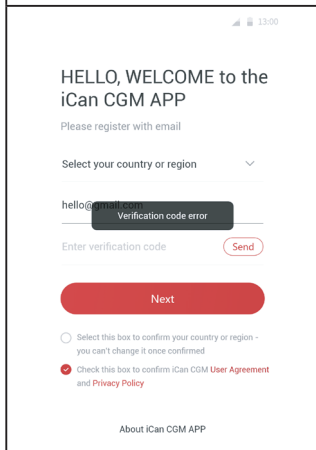 13:00
HELLO, WELCOME to the
iCan CGM APP
Please register with email
Select your country or region
hello@gmail.com
Verification code error
Enter verification code
Send
Next
Select this box to confirm your country or region -
you can't change it once confirmed
Check this box to confirm iCan CGM User Agreement
and Privacy Policy
About iCan CGM APP